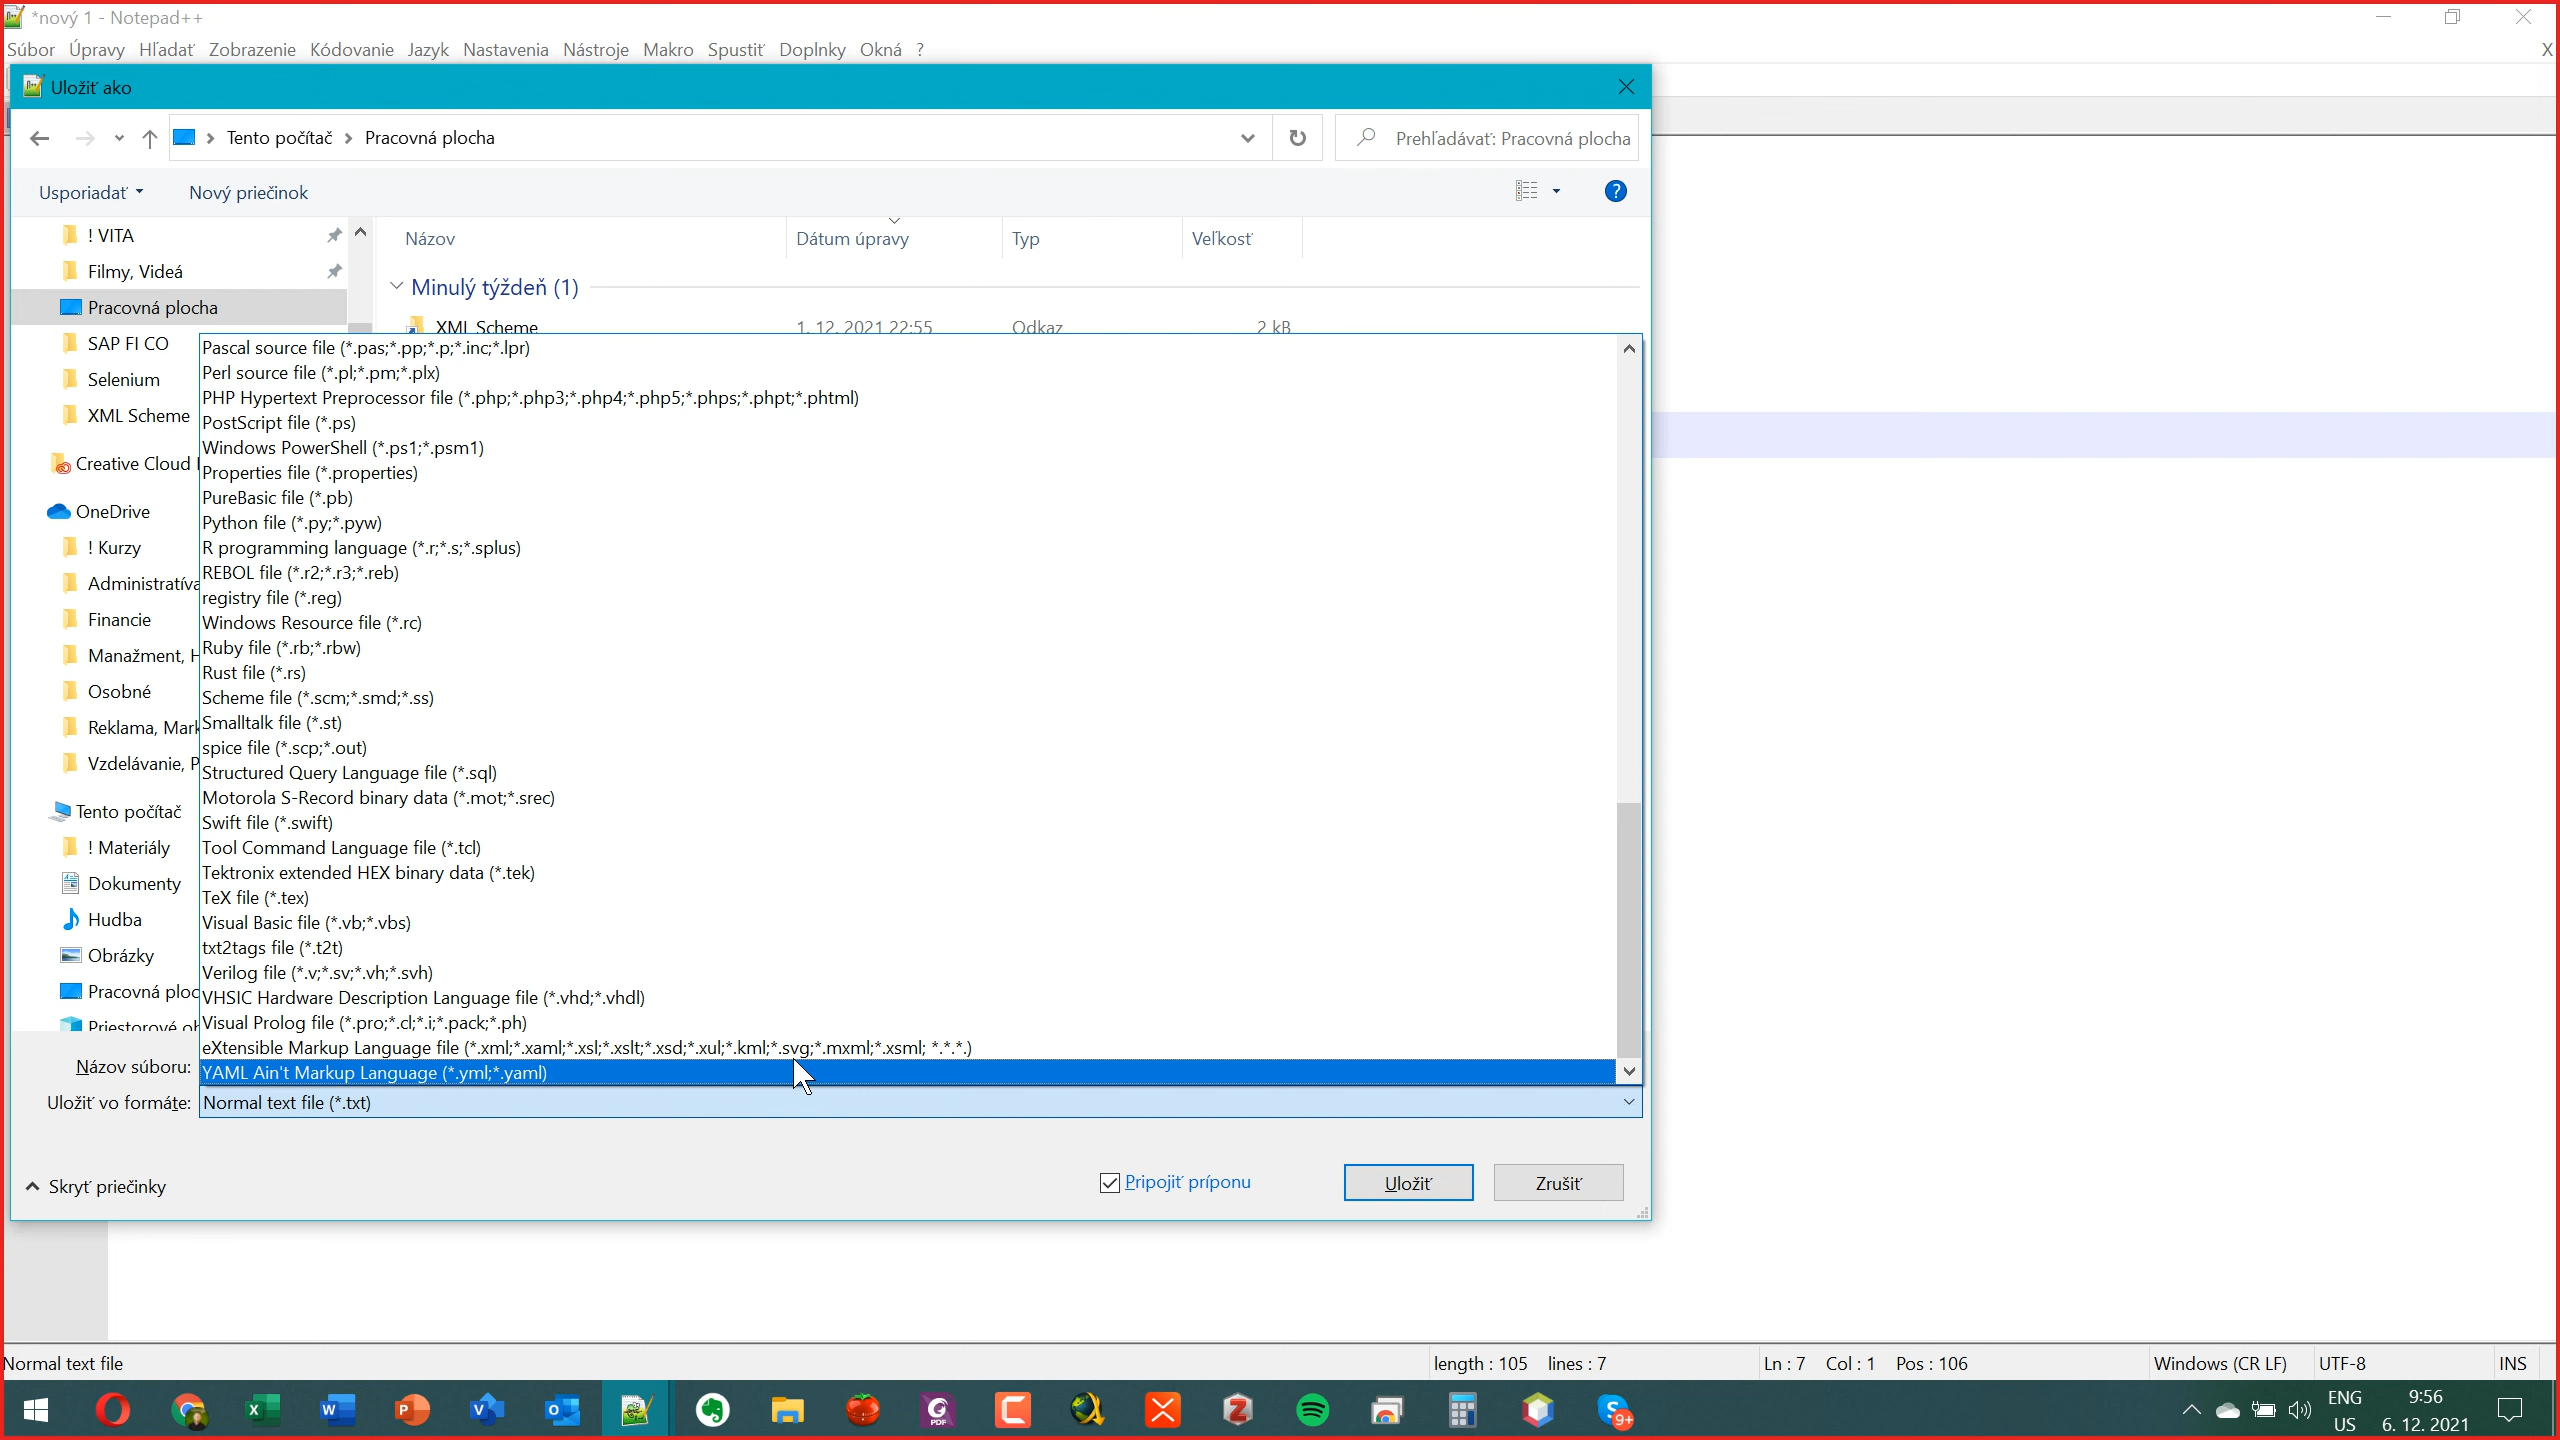 *nový 1 - Notepad++
Súbor Úpravy Hľadať Zobrazenie Kódovanie Jazyk Nastavenia Nástroje Makro Spustiť Doplnky Okná ? X
Uložiť ako
Tento počítač Pracovná plocha
Prehľadávať: Pracovná plocha
Usporiadať Nový priečinok
Názov Dátum úpravy Typ Veľkosť
Minulý týždeň (1)
XML Scheme 1. 12. 2021 22:55 Odkaz 2 kB
! VITA
Filmy, Videá
Pracovná plocha
SAP FI CO
Selenium
XML Scheme
Creative Cloud
OneDrive
! Kurzy
Administratíva
Financie
Manažment, H
Osobné
Reklama, Mark
Vzdelávanie, P
Tento počítač
! Materiály
Dokumenty
Hudba
Obrázky
Pracovná ploc
Priestorové ob
Pascal source file (*.pas;*.pp;*.p;*.inc;*.lpr)
Perl source file (*.pl;*.pm;*.plx)
PHP Hypertext Preprocessor file (*.php;*.php3;*.php4;*.php5;*.phps;*.phpt;*.phtml)
PostScript file (*.ps)
Windows PowerShell (*.ps1;*.psm1)
Properties file (*.properties)
PureBasic file (*.pb)
Python file (*.py;*.pyw)
R programming language (*.r;*.s;*.splus)
REBOL file (*.r2;*.r3;*.reb)
registry file (*.reg)
Windows Resource file (*.rc)
Ruby file (*.rb;*.rbw)
Rust file (*.rs)
Scheme file (*.scm;*.smd;*.ss)
Smalltalk file (*.st)
spice file (*.scp;*.out)
Structured Query Language file (*.sql)
Motorola S-Record binary data (*.mot;*.srec)
Swift file (*.swift)
Tool Command Language file (*.tcl)
Tektronix extended HEX binary data (*.tek)
TeX file (*.tex)
Visual Basic file (*.vb;*.vbs)
txt2tags file (*.t2t)
Verilog file (*.v;*.sv;*.vh;*.svh)
VHSIC Hardware Description Language file (*.vhd;*.vhdl)
Visual Prolog file (*.pro;*.cl;*.i;*.pack;*.ph)
eXtensible Markup Language file (*.xml;*.xaml;*.xsl;*.xslt;*.xsd;*.xul;*.kml;*.svg;*.mxml;*.xsml; *.*.*.)
YAML Ain't Markup Language (*.yml;*.yaml)
Názov súboru:
Uložiť vo formáte: Normal text file (*.txt)
Pripojiť príponu Uložiť Zrušiť
Skryť priečinky
Normal text file length : 105 lines : 7 Ln : 7 Col : 1 Pos : 106 Windows (CR LF) UTF-8 INS
ENG 9:56
US 6. 12. 2021
9+
PDF